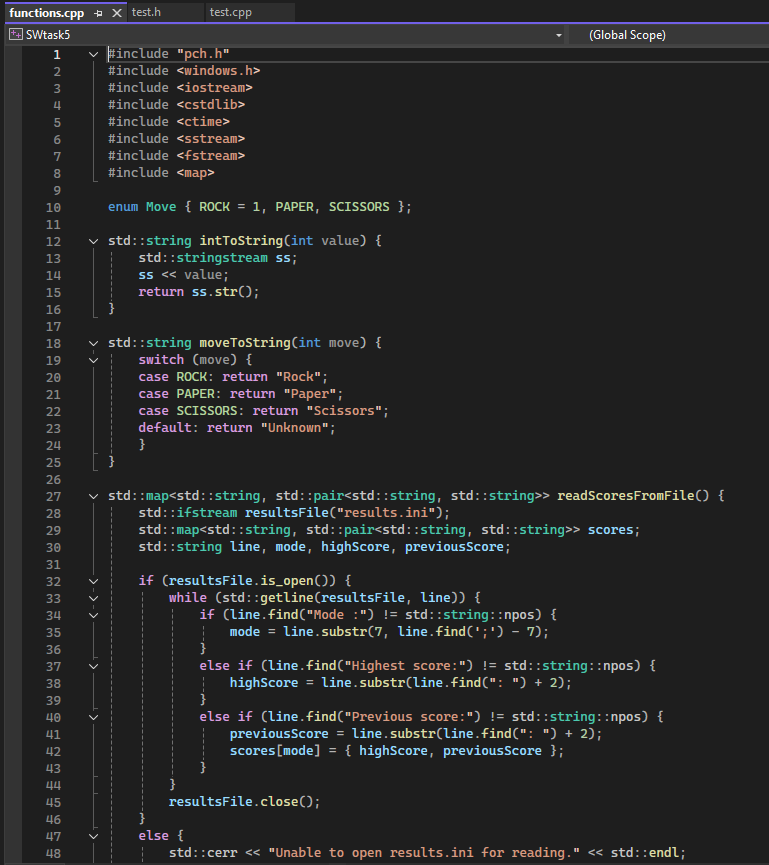 functions.cpp test.h test.cpp
SWtask5 (Global Scope)
1 #include "pch.h"
2 #include <windows.h>
3 #include <iostream>
4 #include <cstdlib>
5 #include <ctime>
6 #include <sstream>
7 #include <fstream>
8 #include <map>
9
10 enum Move { ROCK = 1, PAPER, SCISSORS };
11
12 std::string intToString(int value) {
13 std::stringstream ss;
14 ss << value;
15 return ss.str();
16 }
17
18 std::string moveToString(int move) {
19 switch (move) {
20 case ROCK: return "Rock";
21 case PAPER: return "Paper";
22 case SCISSORS: return "Scissors";
23 default: return "Unknown";
24 }
25 }
26
27 std::map<std::string, std::pair<std::string, std::string>> readScoresFromFile() {
28 std::ifstream resultsFile("results.ini");
29 std::map<std::string, std::pair<std::string, std::string>> scores;
30 std::string line, mode, highScore, previousScore;
31
32 if (resultsFile.is_open()) {
33 while (std::getline(resultsFile, line)) {
34 if (line.find("Mode :") != std::string::npos) {
35 mode = line.substr(7, line.find(';') - 7);
36 }
37 else if (line.find("Highest score:") != std::string::npos) {
38 highScore = line.substr(line.find(": ") + 2);
39 }
40 else if (line.find("Previous score:") != std::string::npos) {
41 previousScore = line.substr(line.find(": ") + 2);
42 scores[mode] = { highScore, previousScore };
43 }
44 }
45 resultsFile.close();
46 }
47 else {
48 std::cerr << "Unable to open results.ini for reading." << std::endl;